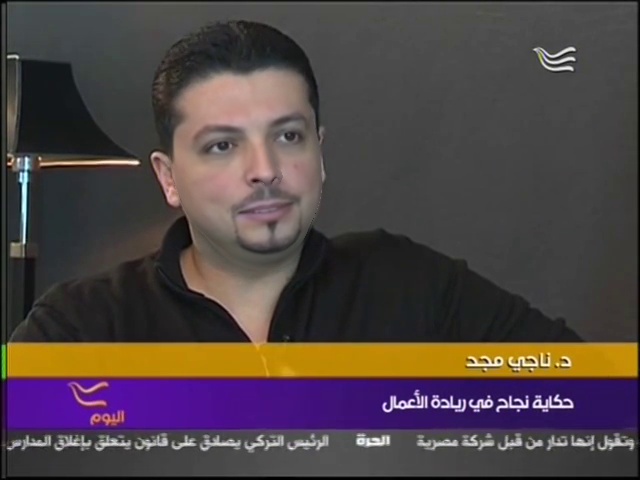 د. ناجي مجد
حكاية نجاح في ريادة الأعمال
اليوم
وتقول إنها تدار من قبل شركة مصرية الحرة الرئيس التركي يصادق على قانون يتعلق بإغلاق المدارس